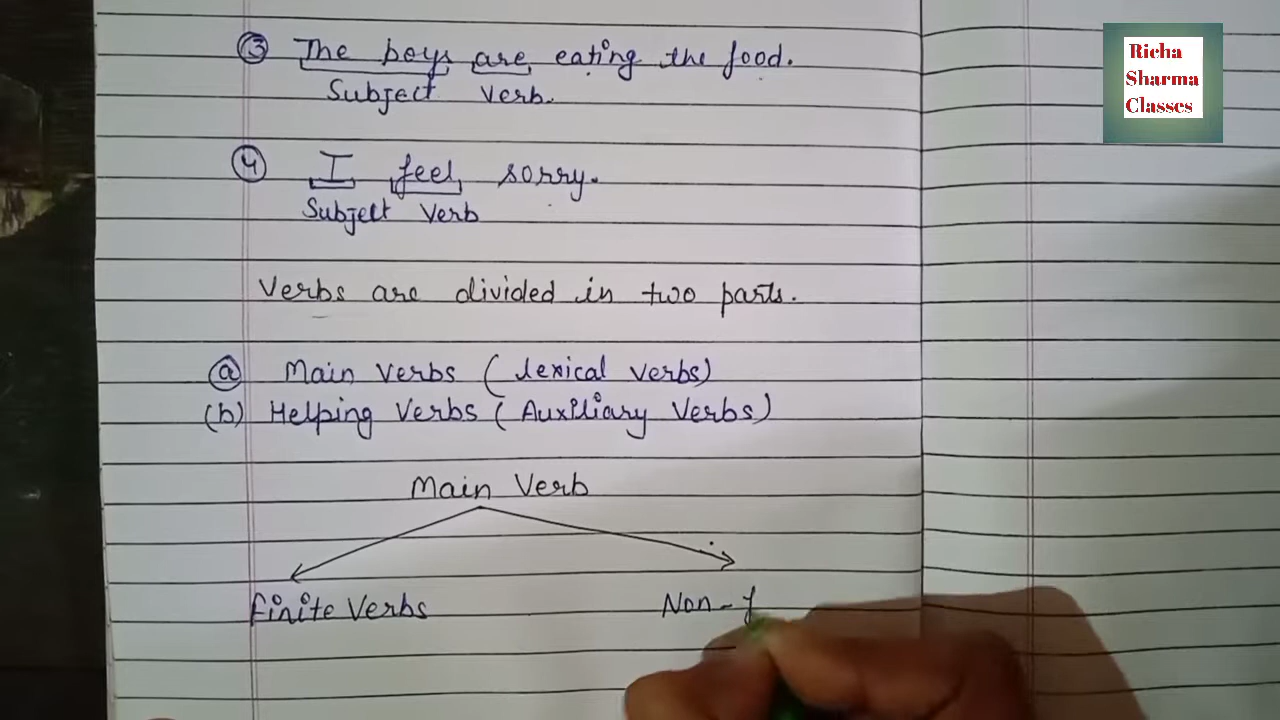 ③ The boys are eating the food.
Subject Verb.
④ I feel sorry.
Subject Verb
Verbs are divided in two parts.
ⓐ Main Verbs (Lexical Verbs)
(b) Helping Verbs (Auxiliary Verbs)
Main Verb
Finite Verbs Non-f
Richa
Sharma
Classes